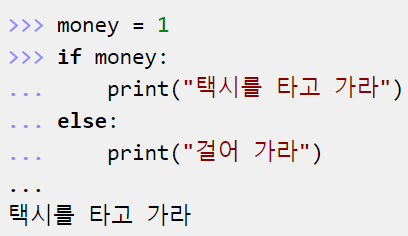 >>> money = 1
>>> if money:
...     print("택시를 타고 가라")
... else:
...     print("걸어 가라")
...
택시를 타고 가라